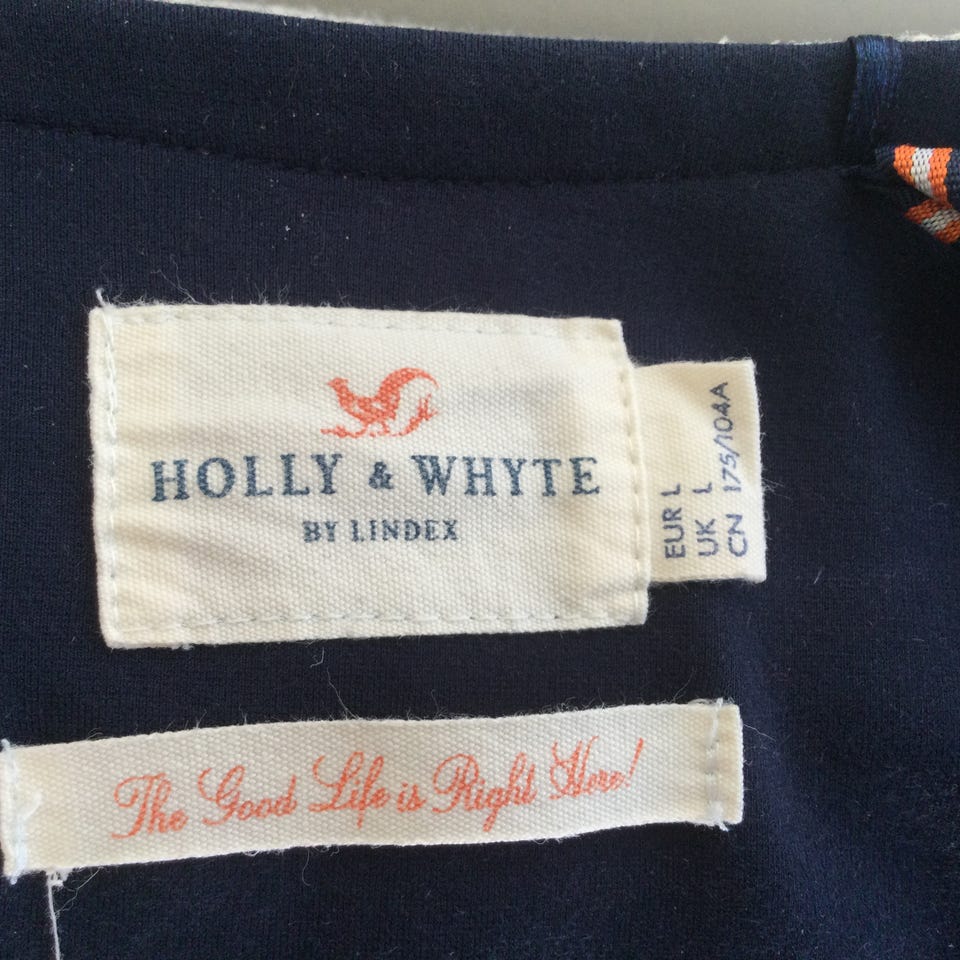 HOLLY & WHYTE
BY LINDEX
EUR L
UK L
CN 175/104A
The Good Life is Right Here!